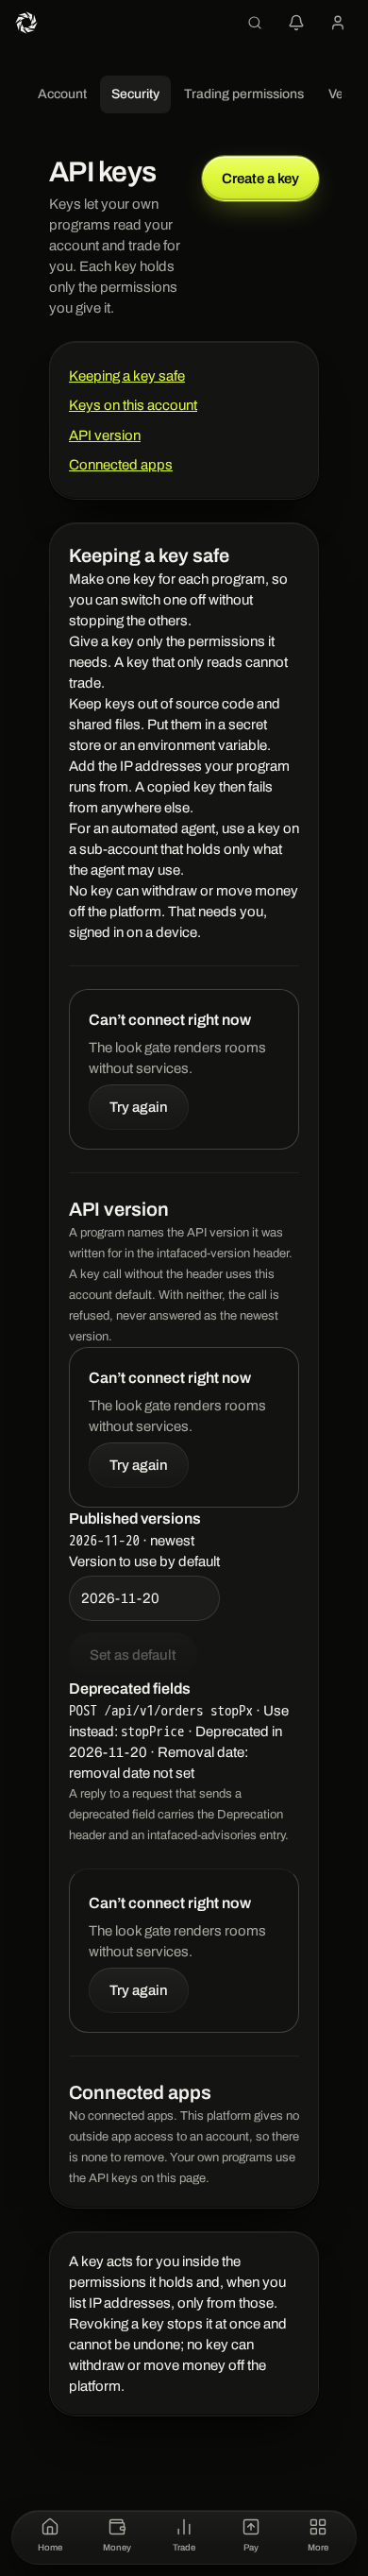 Account
Security
Trading permissions
Ve
API keys
Create a key
Keys let your own
programs read your
account and trade for
you. Each key holds
only the permissions
you give it.
Keeping a key safe
Keys on this account
API version
Connected apps
Keeping a key safe
Make one key for each program, so
you can switch one off without
stopping the others.
Give a key only the permissions it
needs. A key that only reads cannot
trade.
Keep keys out of source code and
shared files. Put them in a secret
store or an environment variable.
Add the IP addresses your program
runs from. A copied key then fails
from anywhere else.
For an automated agent, use a key on
a sub-account that holds only what
the agent may use.
No key can withdraw or move money
off the platform. That needs you,
signed in on a device.
Can’t connect right now
The look gate renders rooms
without services.
Try again
API version
A program names the API version it was
written for in the intafaced-version header.
A key call without the header uses this
account default. With neither, the call is
refused, never answered as the newest
version.
Can’t connect right now
The look gate renders rooms
without services.
Try again
Published versions
2026-11-20 · newest
Version to use by default
2026-11-20
Set as default
Deprecated fields
POST /api/v1/orders stopPx · Use
instead: stopPrice · Deprecated in
2026-11-20 · Removal date:
removal date not set
A reply to a request that sends a
deprecated field carries the Deprecation
header and an intafaced-advisories entry.
Can’t connect right now
The look gate renders rooms
without services.
Try again
Connected apps
No connected apps. This platform gives no
outside app access to an account, so there
is none to remove. Your own programs use
the API keys on this page.
A key acts for you inside the
permissions it holds and, when you
list IP addresses, only from those.
Revoking a key stops it at once and
cannot be undone; no key can
withdraw or move money off the
platform.
Home
Money
Trade
Pay
More